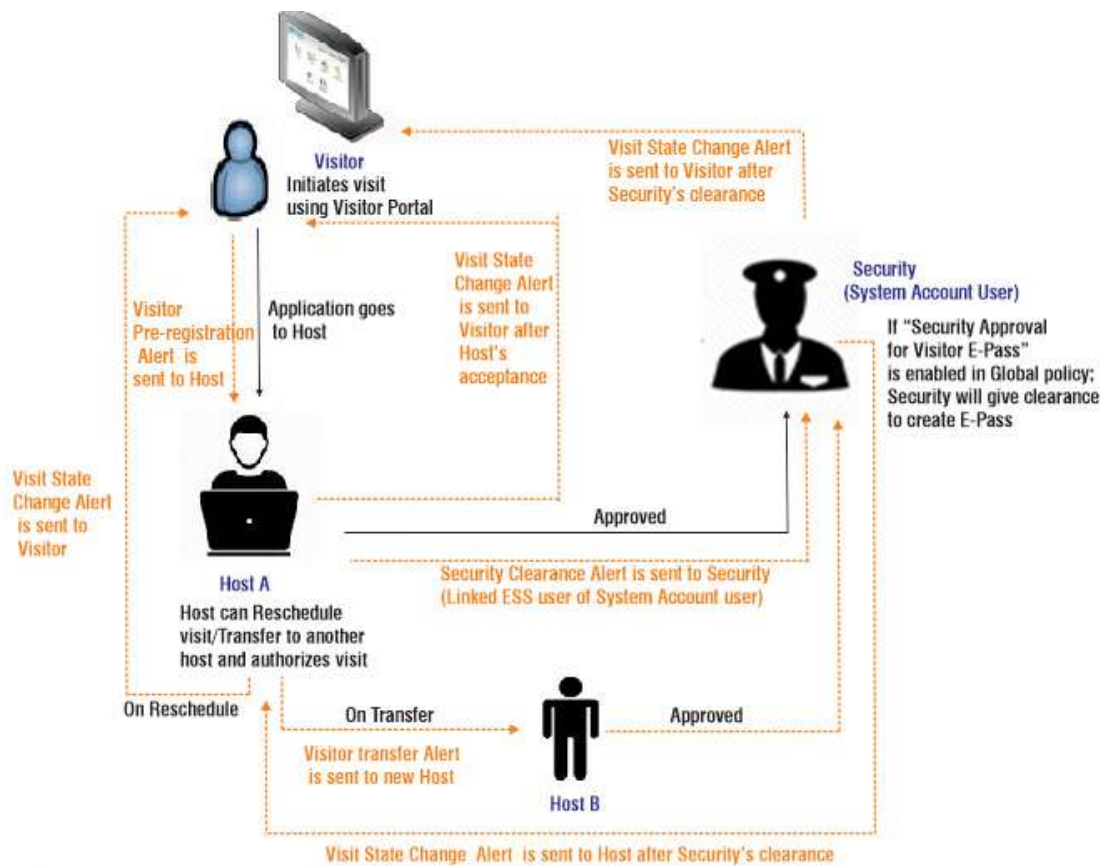 Visitor
Initiates visit
using Visitor Portal
Visit State Change Alert
is sent to Visitor after
Security's clearance
Security
(System Account User)
If "Security Approval
for Visitor E-Pass"
is enabled in Global policy;
Security will give clearance
to create E-Pass
Visit State
Change Alert
is sent to
Visitor after
Host's
acceptance
Application goes
to Host
Visitor
Pre-registration
Alert is
sent to Host
Visit State
Change Alert
is sent to
Visitor
Approved
Security Clearance Alert is sent to Security
(Linked ESS user of System Account user)
Host A
Host can Reschedule
visit/Transfer to another
host and authorizes visit
On Reschedule
On Transfer
Visitor transfer Alert
is sent to new Host
Approved
Host B
Visit State Change Alert is sent to Host after Security's clearance